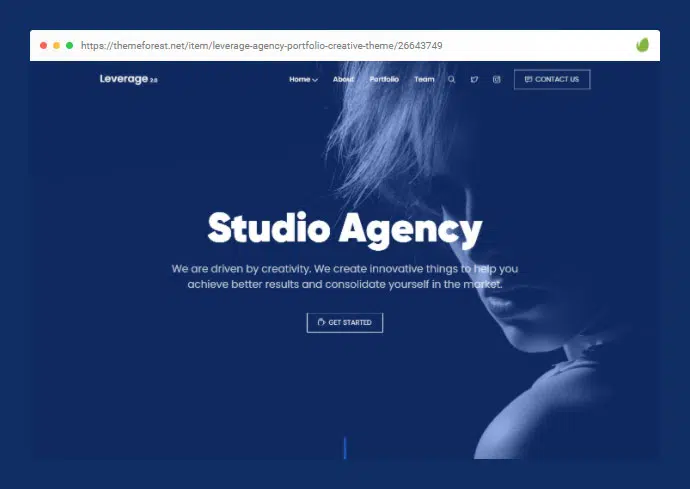 https://themeforest.net/item/leverage-agency-portfolio-creative-theme/26643749
Leverage 2.0
Home About Portfolio Team CONTACT US
Studio Agency
We are driven by creativity. We create innovative things to help you
achieve better results and consolidate yourself in the market.
GET STARTED